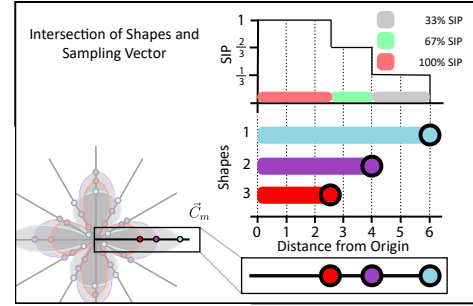 Intersection of Shapes and
Sampling Vector
SIP
1
2
3
1
3
33% SIP
67% SIP
100% SIP
Shapes
1
2
3
0 1 2 3 4 5 6
Distance from Origin
C⃗m